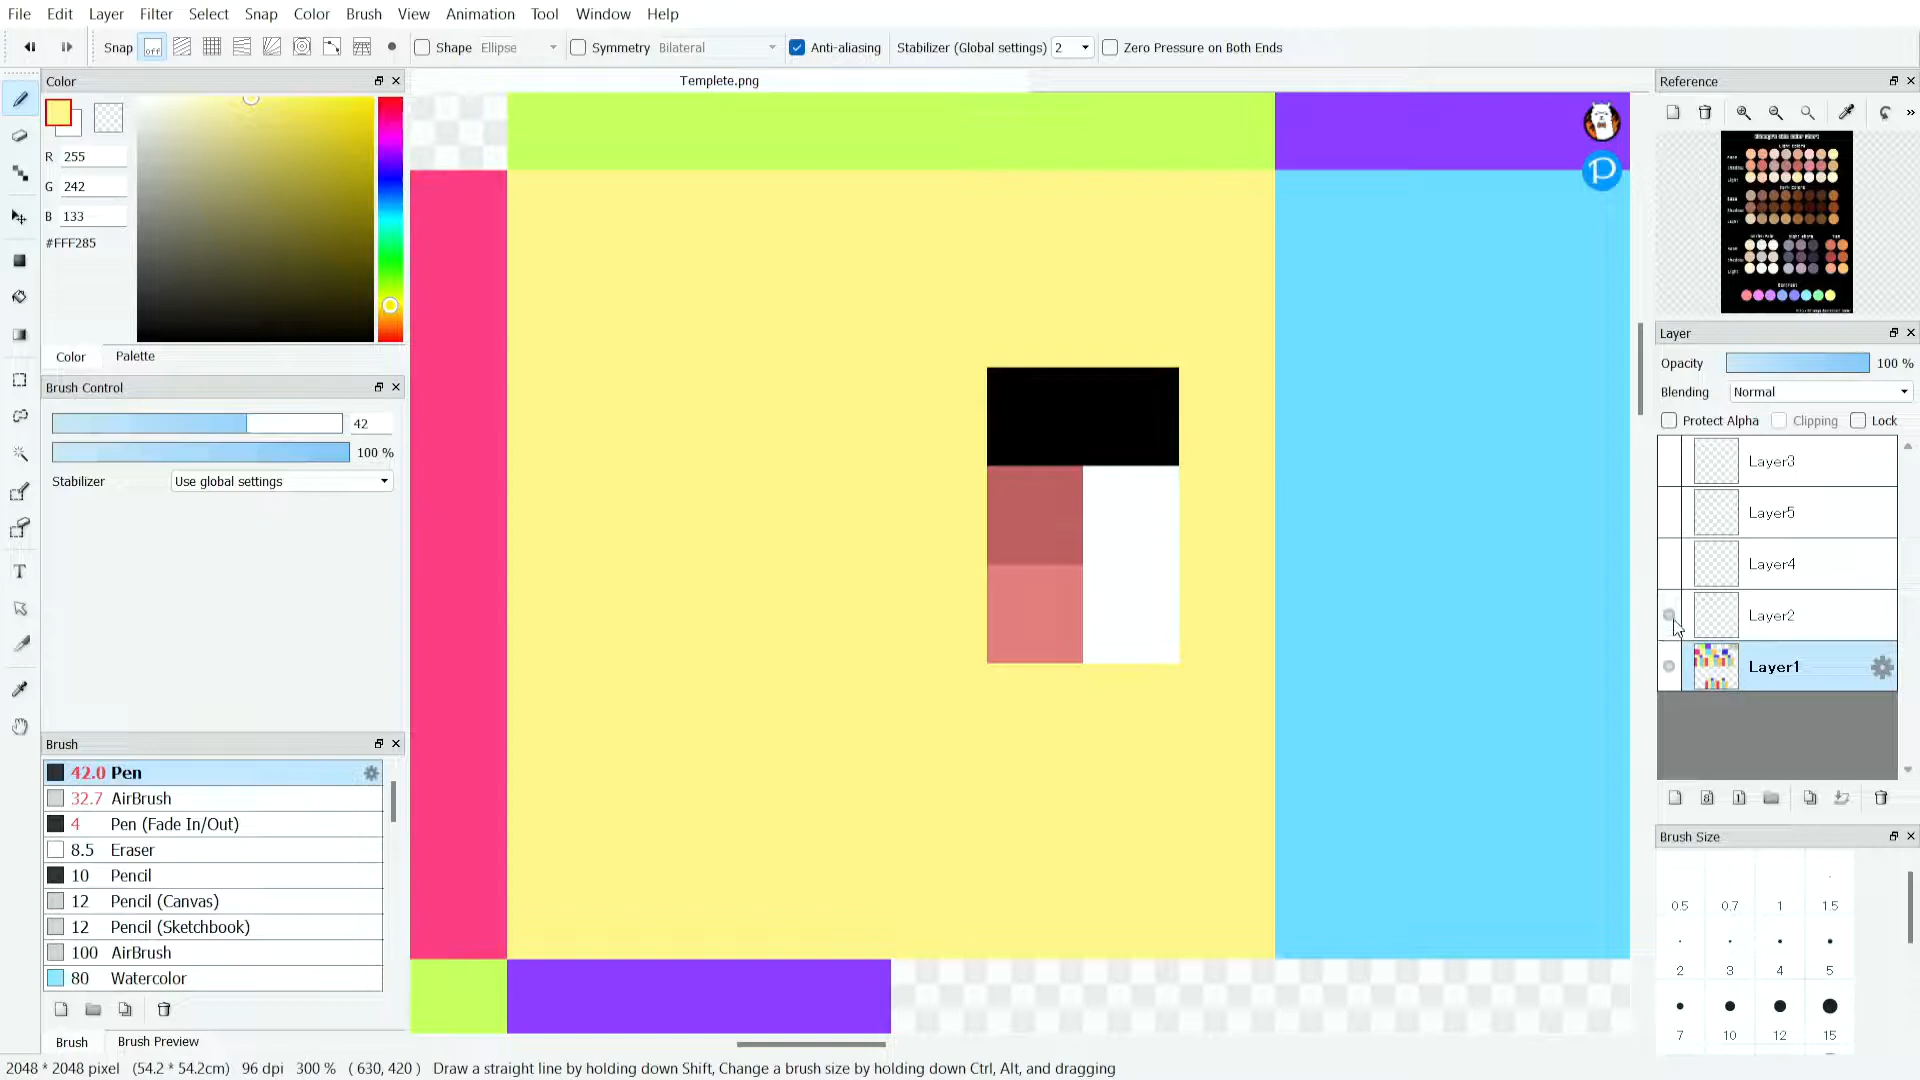 File Edit Layer Filter Select Snap Color Brush View Animation Tool Window Help
Snap off Shape Ellipse Symmetry Bilateral Anti-aliasing Stabilizer (Global settings) 2 Zero Pressure on Both Ends
Color
R 255
G 242
B 133
#FFF285
Color Palette
Brush Control
42
100 %
Stabilizer Use global settings
Brush
42.0 Pen
32.7 AirBrush
4 Pen (Fade In/Out)
8.5 Eraser
10 Pencil
12 Pencil (Canvas)
12 Pencil (Sketchbook)
100 AirBrush
80 Watercolor
Brush Brush Preview
Templete.png
Reference
Layer
Opacity 100 %
Blending Normal
Protect Alpha Clipping Lock
Layer3
Layer5
Layer4
Layer2
Layer1
Brush Size
0.5 0.7 1 1.5
2 3 4 5
7 10 12 15
2048 * 2048 pixel (54.2 * 54.2cm) 96 dpi 300 % ( 630, 420 ) Draw a straight line by holding down Shift, Change a brush size by holding down Ctrl, Alt, and dragging